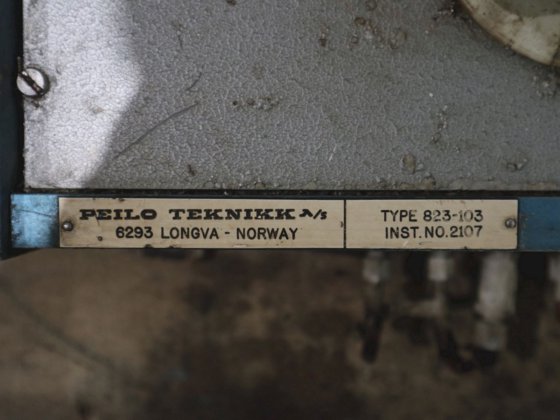 PEILO TEKNIKK A/S
6293 LONGVA - NORWAY
TYPE 823-103
INST. NO. 2107